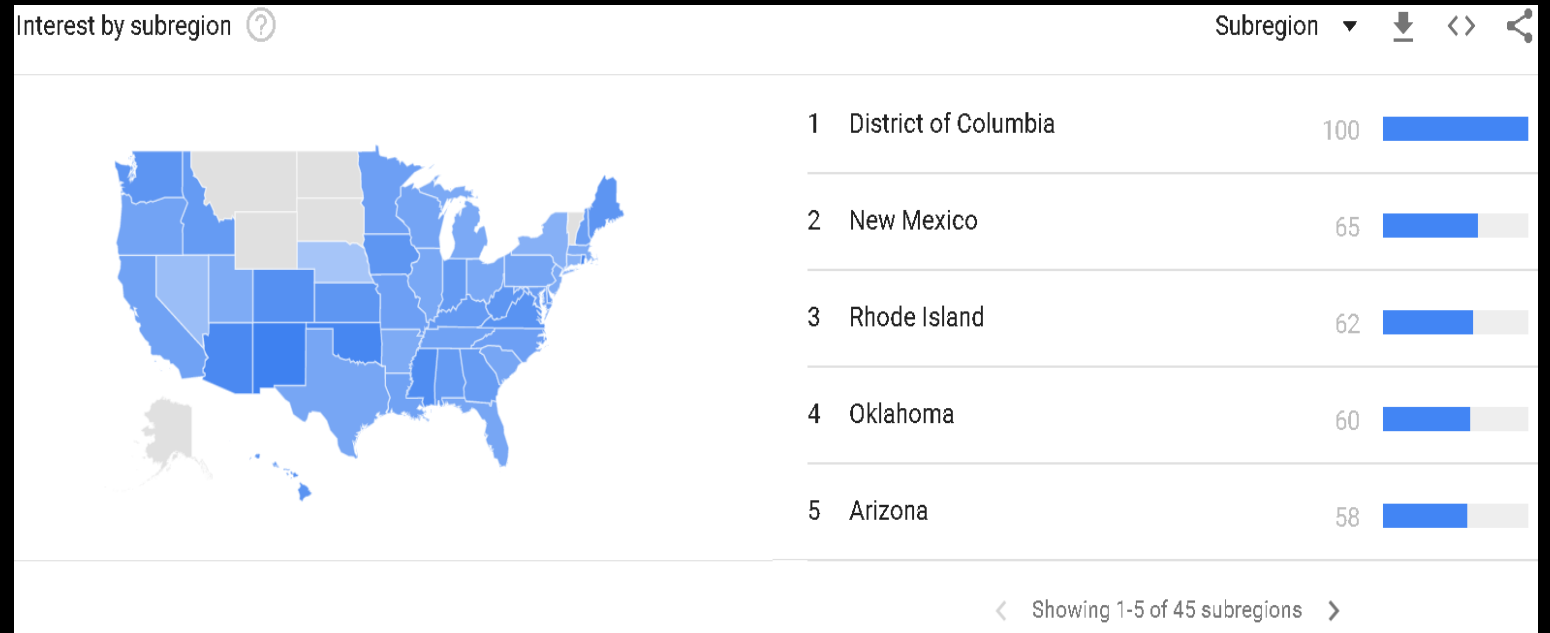 Interest by subregion ?
Subregion
1 District of Columbia 100
2 New Mexico 65
3 Rhode Island 62
4 Oklahoma 60
5 Arizona 58
Showing 1-5 of 45 subregions